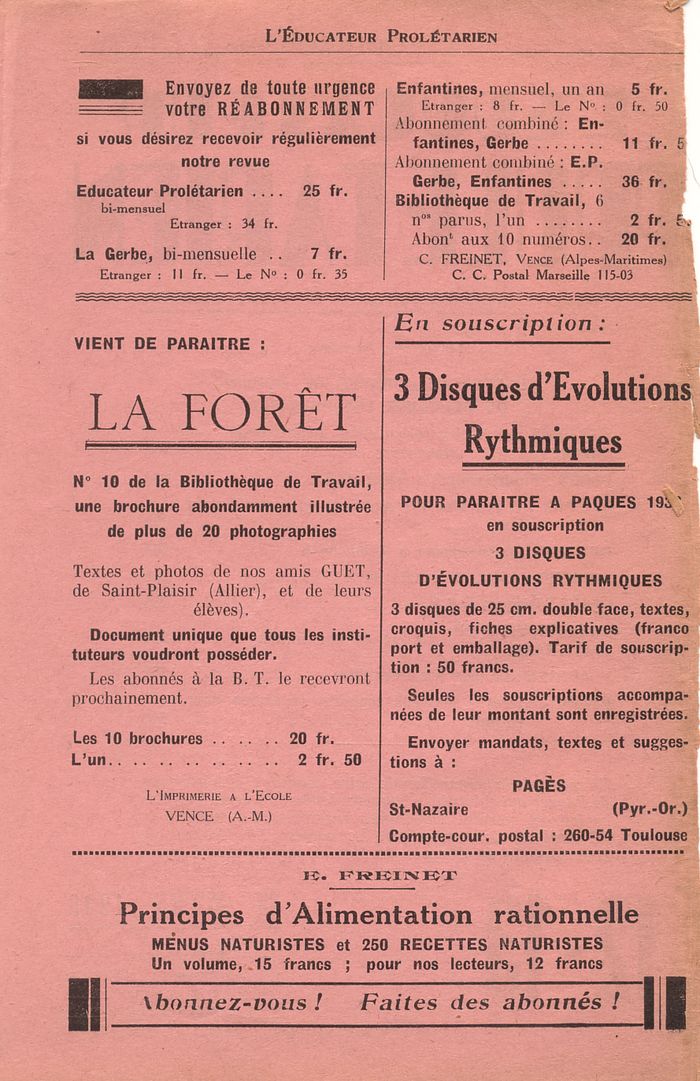 L'ÉDUCATEUR PROLÉTARIEN
Envoyez de toute urgence
votre RÉABONNEMENT
si vous désirez recevoir régulièrement
notre revue
Educateur Prolétarien .... 25 fr.
bi-mensuel
Etranger : 34 fr.
La Gerbe, bi-mensuelle .. 7 fr.
Etranger : 11 fr. — Le Nº : 0 fr. 35
Enfantines, mensuel, un an 5 fr.
Etranger : 8 fr. — Le Nº : 0 fr. 50
Abonnement combiné : En-
fantines, Gerbe ........ 11 fr. 5
Abonnement combiné : E.P.
Gerbe, Enfantines ..... 36 fr.
Bibliothèque de Travail, 6
nos parus, l'un ........ 2 fr. 5
Abont aux 10 numéros.. 20 fr.
C. FREINET, VENCE (Alpes-Maritimes)
C. C. Postal Marseille 115-03
VIENT DE PARAITRE :
LA FORÊT
N° 10 de la Bibliothèque de Travail,
une brochure abondamment illustrée
de plus de 20 photographies
Textes et photos de nos amis GUET,
de Saint-Plaisir (Allier), et de leurs
élèves).
Document unique que tous les insti-
tuteurs voudront posséder.
Les abonnés à la B. T. le recevront
prochainement.
Les 10 brochures .. .. .. 20 fr.
L'un.. .. .. .. .. .. .. 2 fr. 50
L'IMPRIMERIE A L'ECOLE
VENCE (A.-M.)
En souscription :
3 Disques d'Evolutions
Rythmiques
POUR PARAITRE A PAQUES 193
en souscription
3 DISQUES
D'ÉVOLUTIONS RYTHMIQUES
3 disques de 25 cm. double face, textes,
croquis, fiches explicatives (franco
port et emballage). Tarif de souscrip-
tion : 50 francs.
Seules les souscriptions accompa-
nées de leur montant sont enregistrées.
Envoyer mandats, textes et sugges-
tions à :
PAGÈS
St-Nazaire (Pyr.-Or.)
Compte-cour. postal : 260-54 Toulouse
E. FREINET
Principes d'Alimentation rationnelle
MENUS NATURISTES et 250 RECETTES NATURISTES
Un volume, 15 francs ; pour nos lecteurs, 12 francs
Abonnez-vous ! Faites des abonnés !